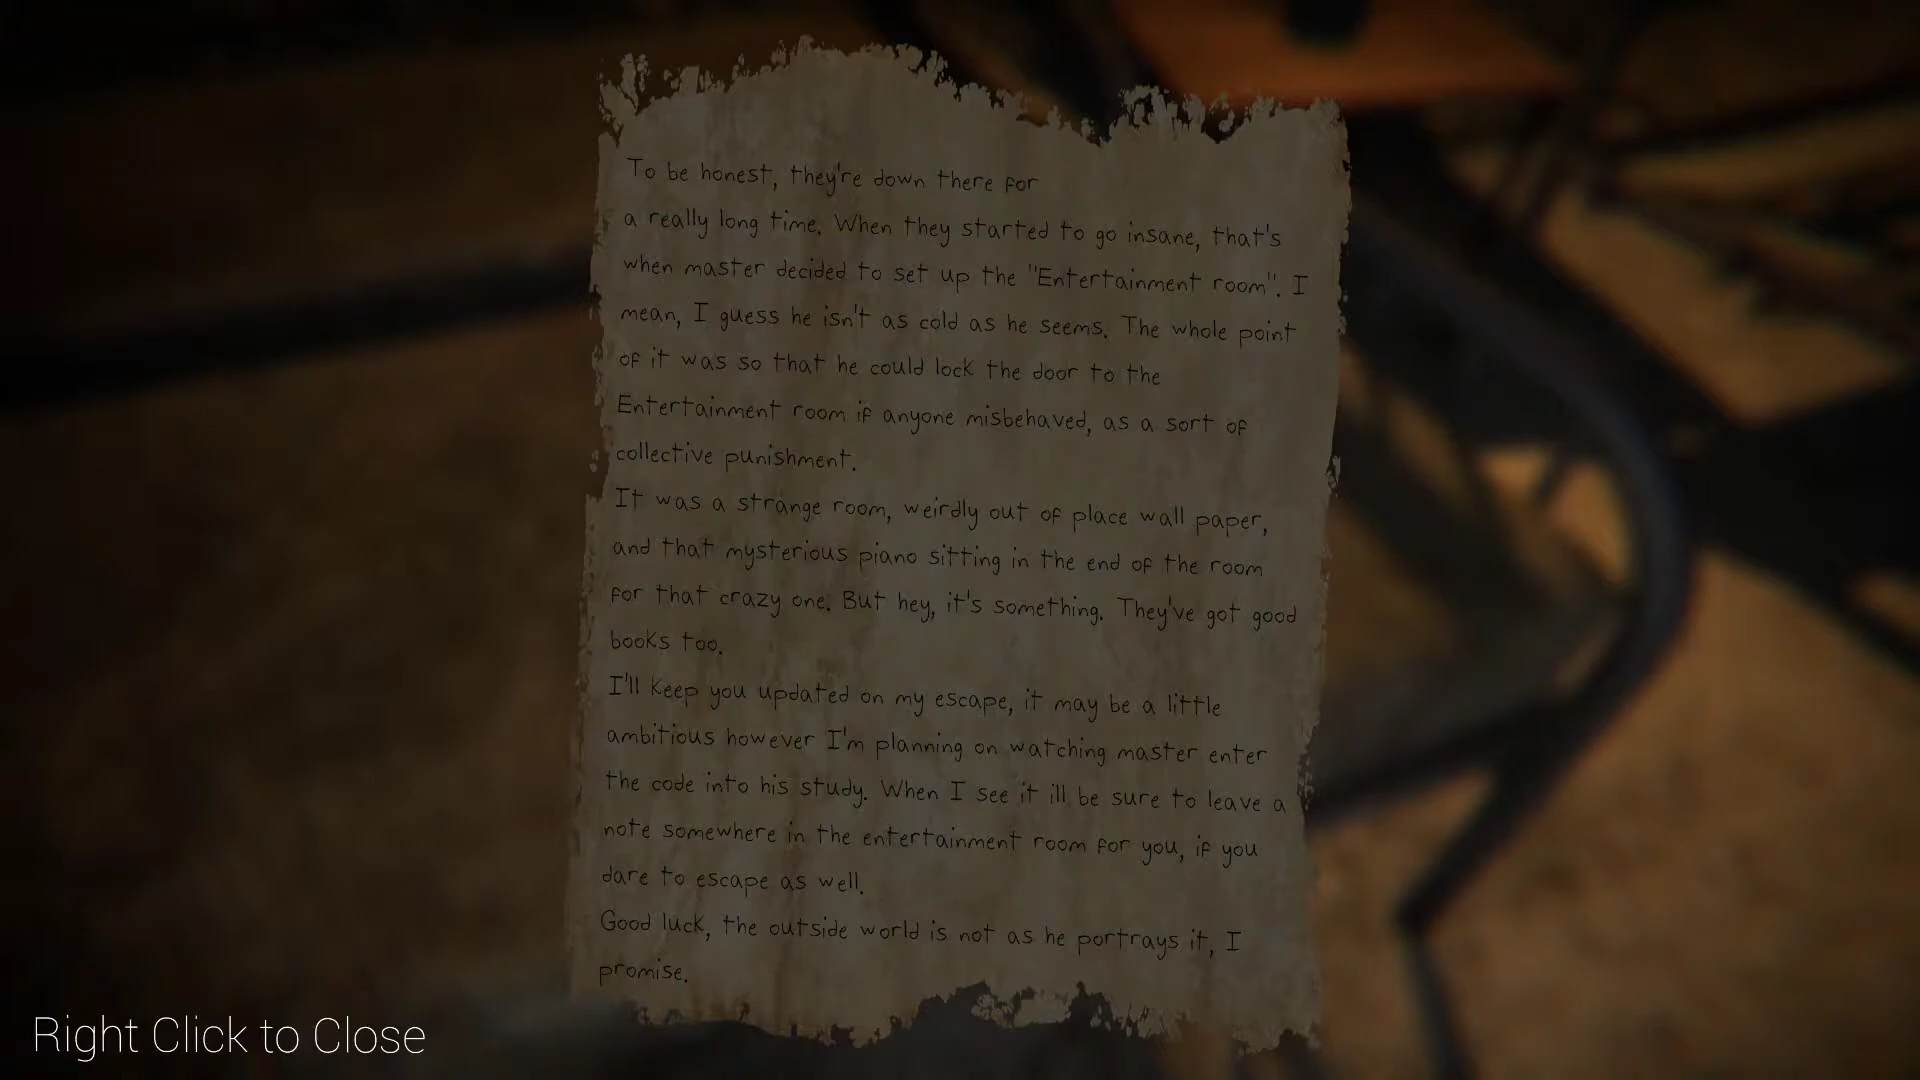 To be honest, they're down there for
a really long time. When they started to go insane, that's
when master decided to set up the "Entertainment room". I
mean, I guess he isn't as cold as he seems. The whole point
of it was so that he could lock the door to the
Entertainment room if anyone misbehaved, as a sort of
collective punishment.
It was a strange room, weirdly out of place wall paper,
and that mysterious piano sitting in the end of the room
for that crazy one. But hey, it's something. They've got good
books too.
I'll keep you updated on my escape, it may be a little
ambitious however I'm planning on watching master enter
the code into his study. When I see it ill be sure to leave a
note somewhere in the entertainment room for you, if you
dare to escape as well.
Good luck, the outside world is not as he portrays it, I
promise.
Right Click to Close